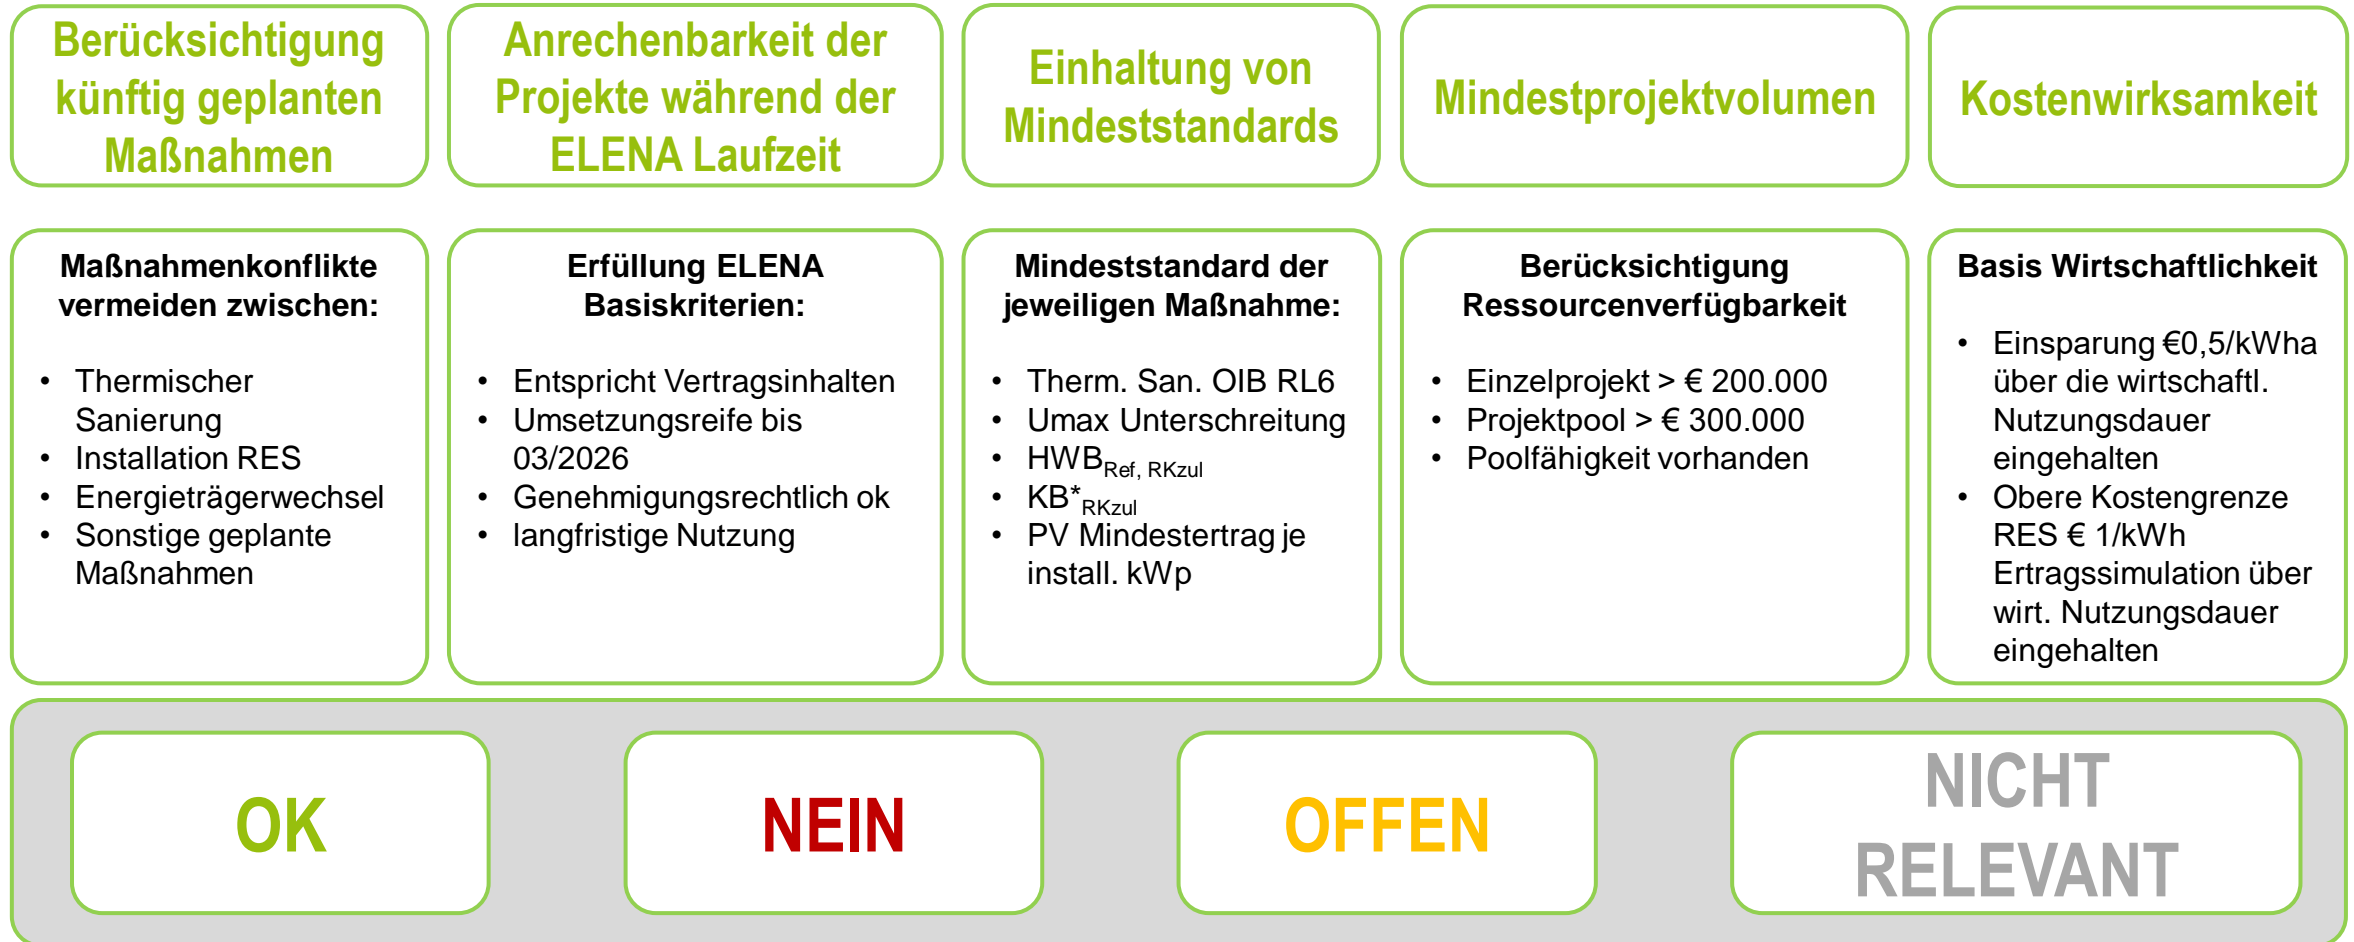 Berücksichtigung
künftig geplanten
Maßnahmen
Anrechenbarkeit der
Projekte während der
ELENA Laufzeit
Einhaltung von
Mindeststandards
Mindestprojektvolumen
Kostenwirksamkeit
Maßnahmenkonflikte
vermeiden zwischen:
• Thermischer
Sanierung
• Installation RES
• Energieträgerwechsel
• Sonstige geplante
Maßnahmen
Erfüllung ELENA
Basiskriterien:
• Entspricht Vertragsinhalten
• Umsetzungsreife bis
03/2026
• Genehmigungsrechtlich ok
• langfristige Nutzung
Mindeststandard der
jeweiligen Maßnahme:
• Therm. San. OIB RL6
• Umax Unterschreitung
• HWBRef, RKzul
• KB*RKzul
• PV Mindestertrag je
install. kWp
Berücksichtigung
Ressourcenverfügbarkeit
• Einzelprojekt > € 200.000
• Projektpool > € 300.000
• Poolfähigkeit vorhanden
Basis Wirtschaftlichkeit
• Einsparung €0,5/kWha
über die wirtschaftl.
Nutzungsdauer
eingehalten
• Obere Kostengrenze
RES € 1/kWh
Ertragssimulation über
wirt. Nutzungsdauer
eingehalten
OK
NEIN
OFFEN
NICHT
RELEVANT